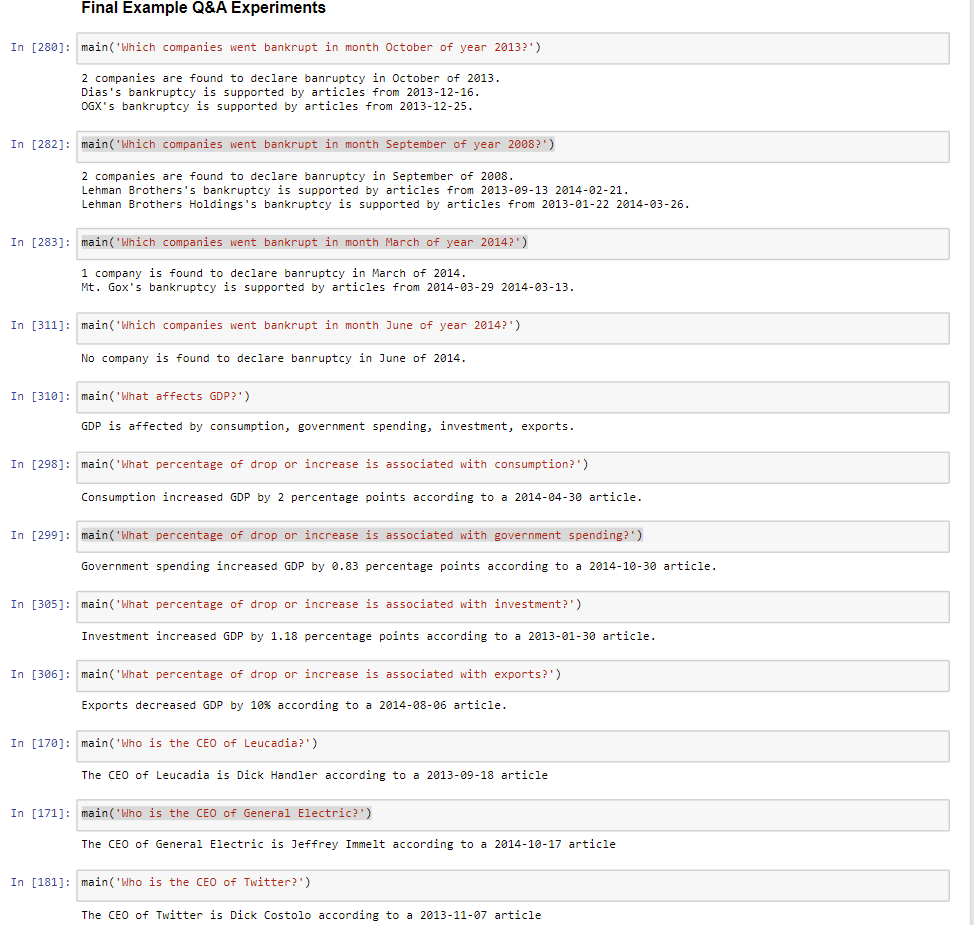 Final Example Q&A Experiments
In [280]: main('Which companies went bankrupt in month October of year 2013?')
2 companies are found to declare banruptcy in October of 2013.
Dias's bankruptcy is supported by articles from 2013-12-16.
OGX's bankruptcy is supported by articles from 2013-12-25.
In [282]: main('Which companies went bankrupt in month September of year 2008?')
2 companies are found to declare banruptcy in September of 2008.
Lehman Brothers's bankruptcy is supported by articles from 2013-09-13 2014-02-21.
Lehman Brothers Holdings's bankruptcy is supported by articles from 2013-01-22 2014-03-26.
In [283]: main('Which companies went bankrupt in month March of year 2014?')
1 company is found to declare banruptcy in March of 2014.
Mt. Gox's bankruptcy is supported by articles from 2014-03-29 2014-03-13.
In [311]: main('Which companies went bankrupt in month June of year 2014?')
No company is found to declare banruptcy in June of 2014.
In [310]: main('What affects GDP?')
GDP is affected by consumption, government spending, investment, exports.
In [298]: main('What percentage of drop or increase is associated with consumption?')
Consumption increased GDP by 2 percentage points according to a 2014-04-30 article.
In [299]: main('What percentage of drop or increase is associated with government spending?')
Government spending increased GDP by 0.83 percentage points according to a 2014-10-30 article.
In [305]: main('What percentage of drop or increase is associated with investment?')
Investment increased GDP by 1.18 percentage points according to a 2013-01-30 article.
In [306]: main('What percentage of drop or increase is associated with exports?')
Exports decreased GDP by 10% according to a 2014-08-06 article.
In [170]: main('Who is the CEO of Leucadia?')
The CEO of Leucadia is Dick Handler according to a 2013-09-18 article
In [171]: main('Who is the CEO of General Electric?')
The CEO of General Electric is Jeffrey Immelt according to a 2014-10-17 article
In [181]: main('Who is the CEO of Twitter?')
The CEO of Twitter is Dick Costolo according to a 2013-11-07 article